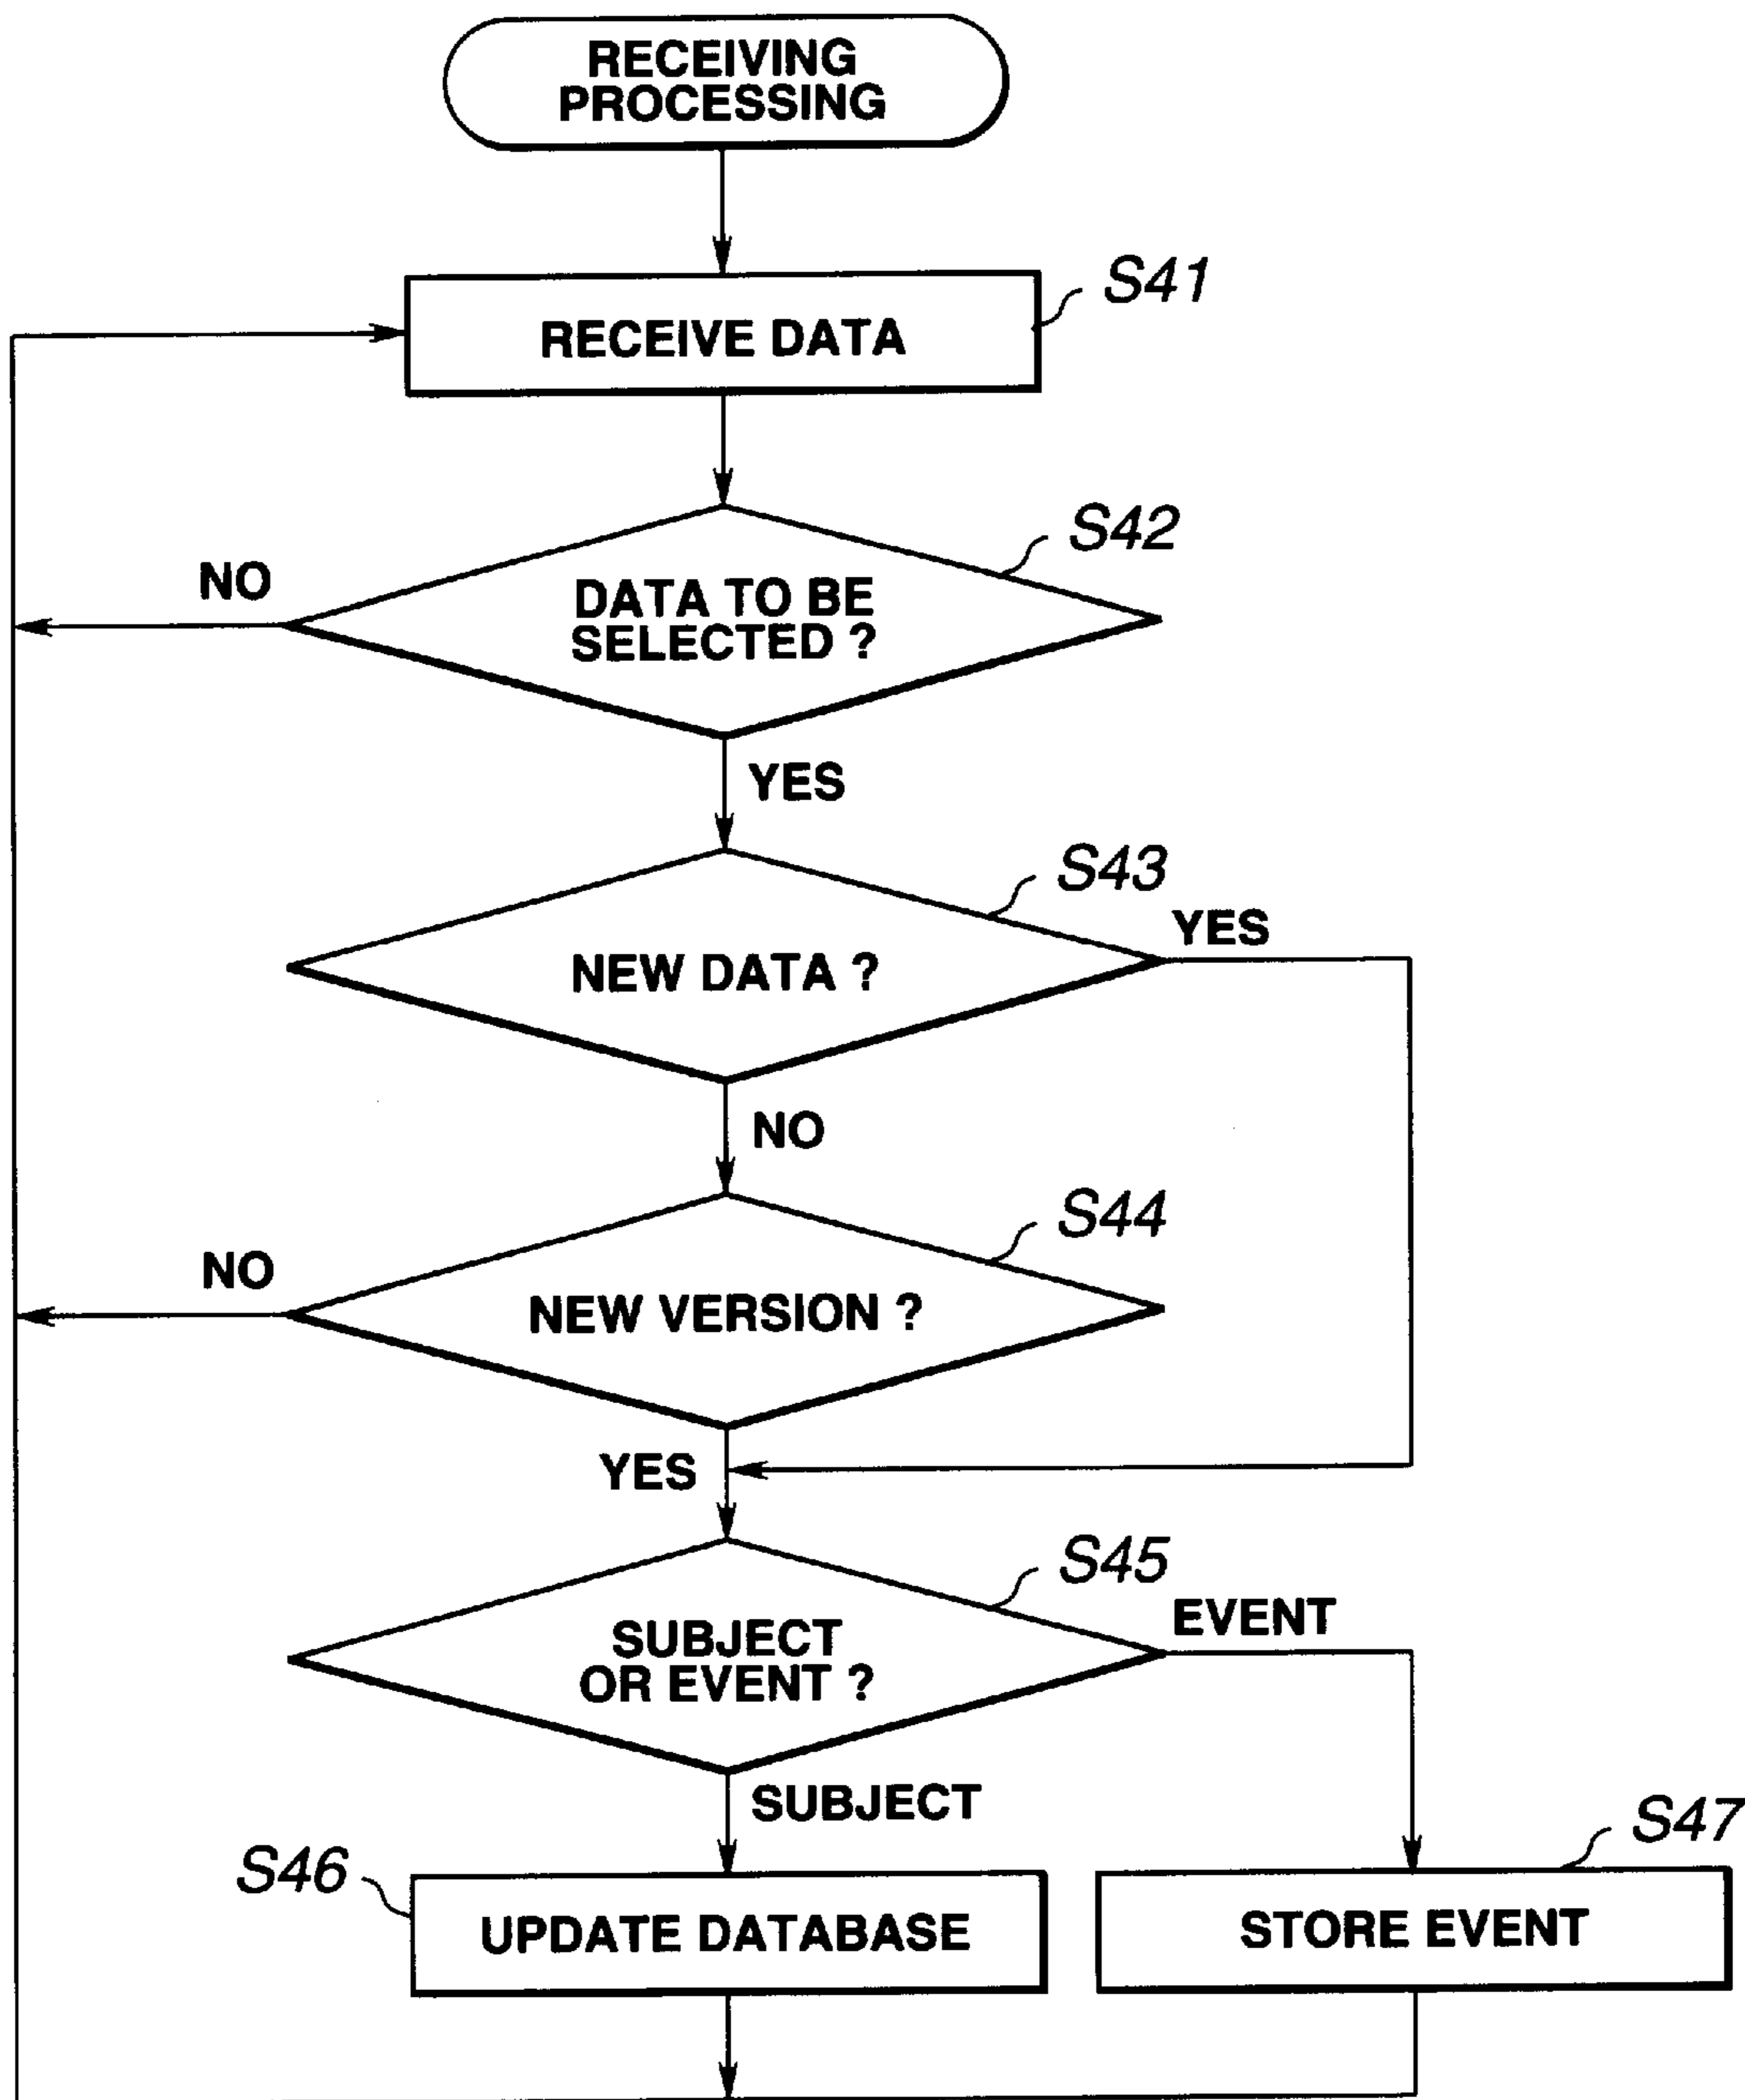 RECEIVING
PROCESSING
S41
RECEIVE DATA
S42
NO
DATA TO BE
SELECTED ?
YES
S43
YES
NEW DATA ?
NO
S44
NO
NEW VERSION ?
YES
S45
EVENT
SUBJECT
OR EVENT ?
SUBJECT
S46
S47
UPDATE DATABASE
STORE EVENT